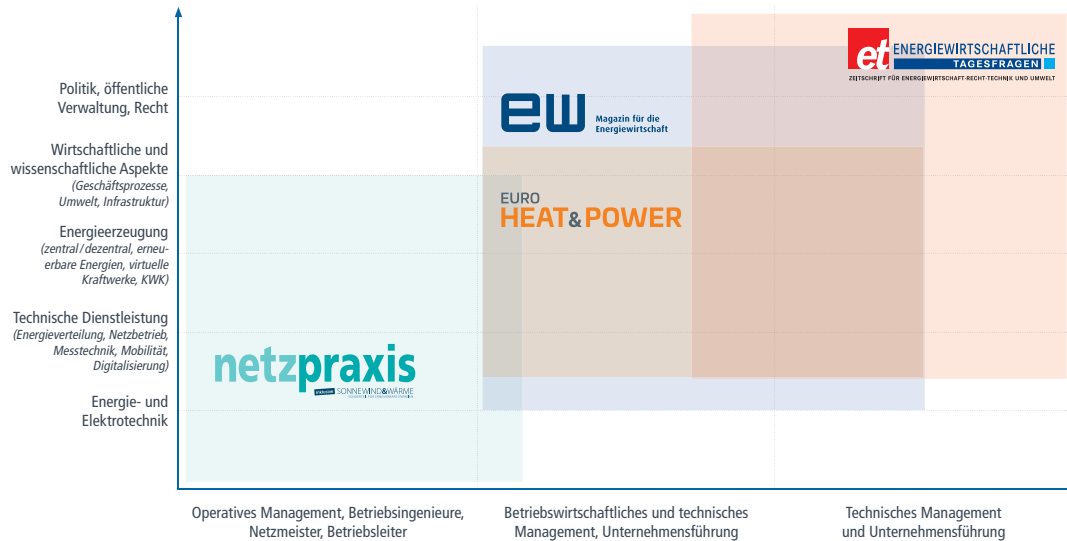 et ENERGIEWIRTSCHAFTLICHE
TAGESFRAGEN
ZEITSCHRIFT FÜR ENERGIEWIRTSCHAFT·RECHT·TECHNIK UND UMWELT
Politik, öffentliche
Verwaltung, Recht
ew Magazin für die
Energiewirtschaft
Wirtschaftliche und
wissenschaftliche Aspekte
(Geschäftsprozesse,
Umwelt, Infrastruktur)
EURO
HEAT&POWER
Energieerzeugung
(zentral/dezentral, erneu-
erbare Energien, virtuelle
Kraftwerke, KWK)
Technische Dienstleistung
(Energieverteilung, Netzbetrieb,
Messtechnik, Mobilität,
Digitalisierung)
netzpraxis
SONNEWIND&WÄRME
Energie- und
Elektrotechnik
Operatives Management, Betriebsingenieure,
Netzmeister, Betriebsleiter
Betriebswirtschaftliches und technisches
Management, Unternehmensführung
Technisches Management
und Unternehmensführung